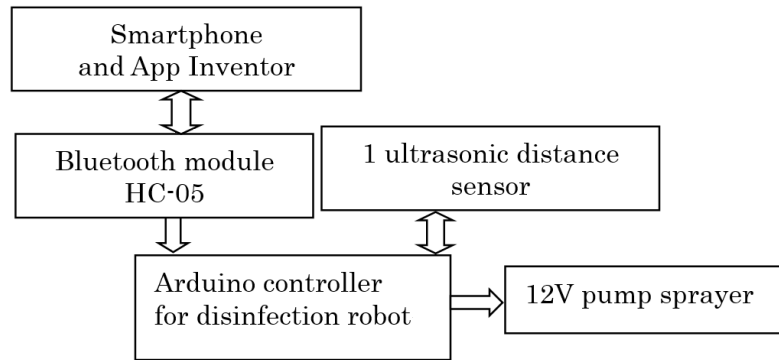 Smartphone
and App Inventor
Bluetooth module
HC-05
1 ultrasonic distance
sensor
Arduino controller
for disinfection robot
12V pump sprayer